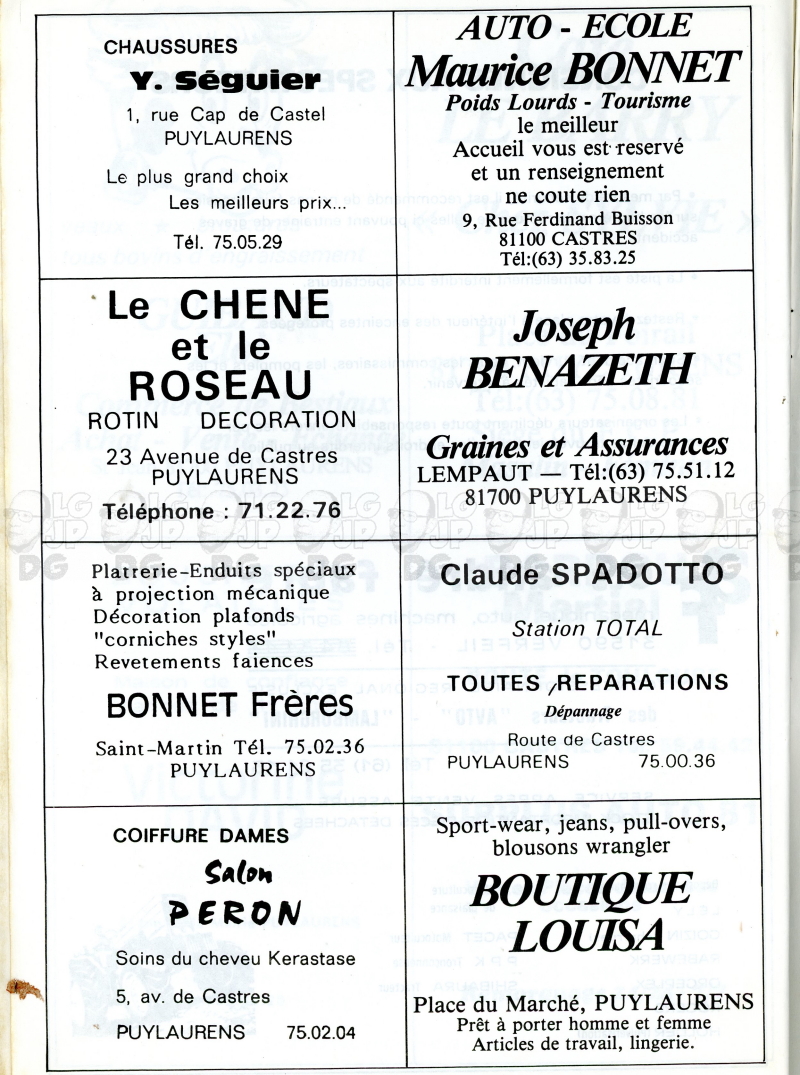 CHAUSSURES
Y. Séguier
1, rue Cap de Castel
PUYLAURENS
Le plus grand choix
Les meilleurs prix...
Tél. 75.05.29
AUTO - ECOLE
Maurice BONNET
Poids Lourds - Tourisme
le meilleur
Accueil vous est reservé
et un renseignement
ne coute rien
9, Rue Ferdinand Buisson
81100 CASTRES
Tél:(63) 35.83.25
Le CHENE
et le
ROSEAU
ROTIN DECORATION
23 Avenue de Castres
PUYLAURENS
Téléphone : 71.22.76
Joseph
BENAZETH
Graines et Assurances
LEMPAUT — Tél:(63) 75.51.12
81700 PUYLAURENS
Platrerie-Enduits spéciaux
à projection mécanique
Décoration plafonds
"corniches styles"
Revetements faiences
BONNET Frères
Saint-Martin Tél. 75.02.36
PUYLAURENS
Claude SPADOTTO
Station TOTAL
TOUTES REPARATIONS
Dépannage
Route de Castres
PUYLAURENS 75.00.36
COIFFURE DAMES
Salon
PERON
Soins du cheveu Kerastase
5, av. de Castres
PUYLAURENS 75.02.04
Sport-wear, jeans, pull-overs,
blousons wrangler
BOUTIQUE
LOUISA
Place du Marché, PUYLAURENS
Prêt à porter homme et femme
Articles de travail, lingerie.